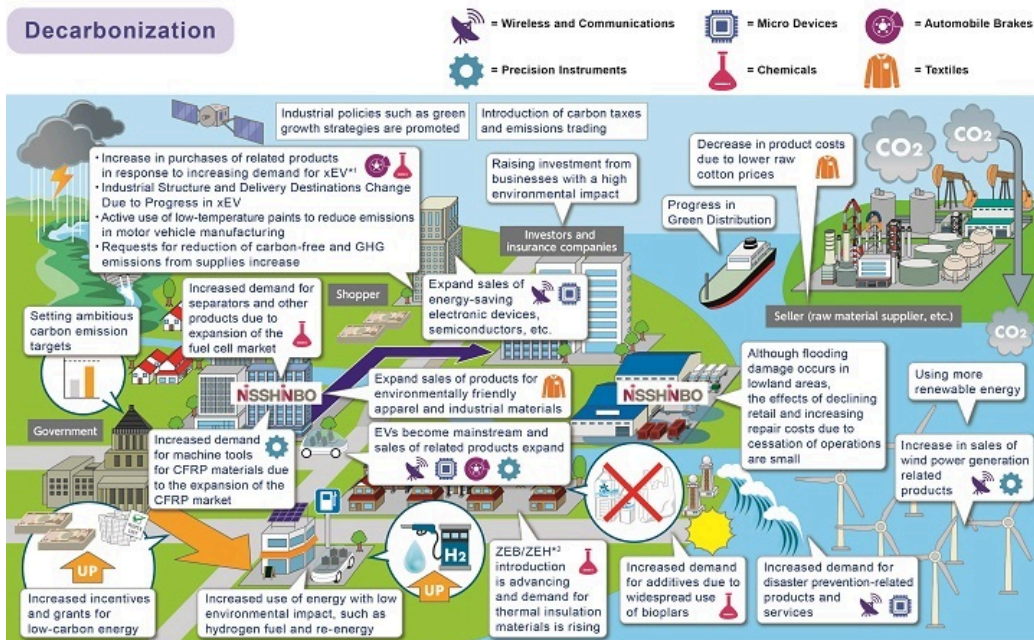 Decarbonization
= Wireless and Communications
= Micro Devices
= Automobile Brakes
= Precision Instruments
= Chemicals
= Textiles
Industrial policies such as green
growth strategies are promoted
Introduction of carbon taxes
and emissions trading
• Increase in purchases of related products
in response to increasing demand for xEV*1
• Industrial Structure and Delivery Destinations Change
Due to Progress in xEV
• Active use of low-temperature paints to reduce emissions
in motor vehicle manufacturing
• Requests for reduction of carbon-free and GHG
emissions from supplies increase
Raising investment from
businesses with a high
environmental impact
Decrease in product costs
due to lower raw
cotton prices
CO2
CO2
Progress in
Green Distribution
Investors and
insurance companies
Shopper
Increased demand for
separators and other
products due to
expansion of the
fuel cell market
Expand sales of
energy-saving
electronic devices,
semiconductors, etc.
Seller (raw material supplier, etc.)
CO2
Setting ambitious
carbon emission
targets
NISSHINBO
Expand sales of products for
environmentally friendly
apparel and industrial materials
NISSHINBO
Although flooding
damage occurs in
lowland areas,
the effects of declining
retail and increasing
repair costs due to
cessation of operations
are small
Using more
renewable energy
Government
Increased demand
for machine tools
for CFRP materials due
to the expansion of the
CFRP market
EVs become mainstream and
sales of related products expand
Increase in sales of
wind power generation
related
products
UP
Increased incentives
and grants for
low-carbon energy
Increased use of energy with low
environmental impact, such as
hydrogen fuel and re-energy
H2
UP
ZEB/ZEH*2
introduction
is advancing
and demand for
thermal insulation
materials is rising
Increased demand
for additives due to
widespread use
of bioplars
Increased demand for
disaster prevention-related
products and
services